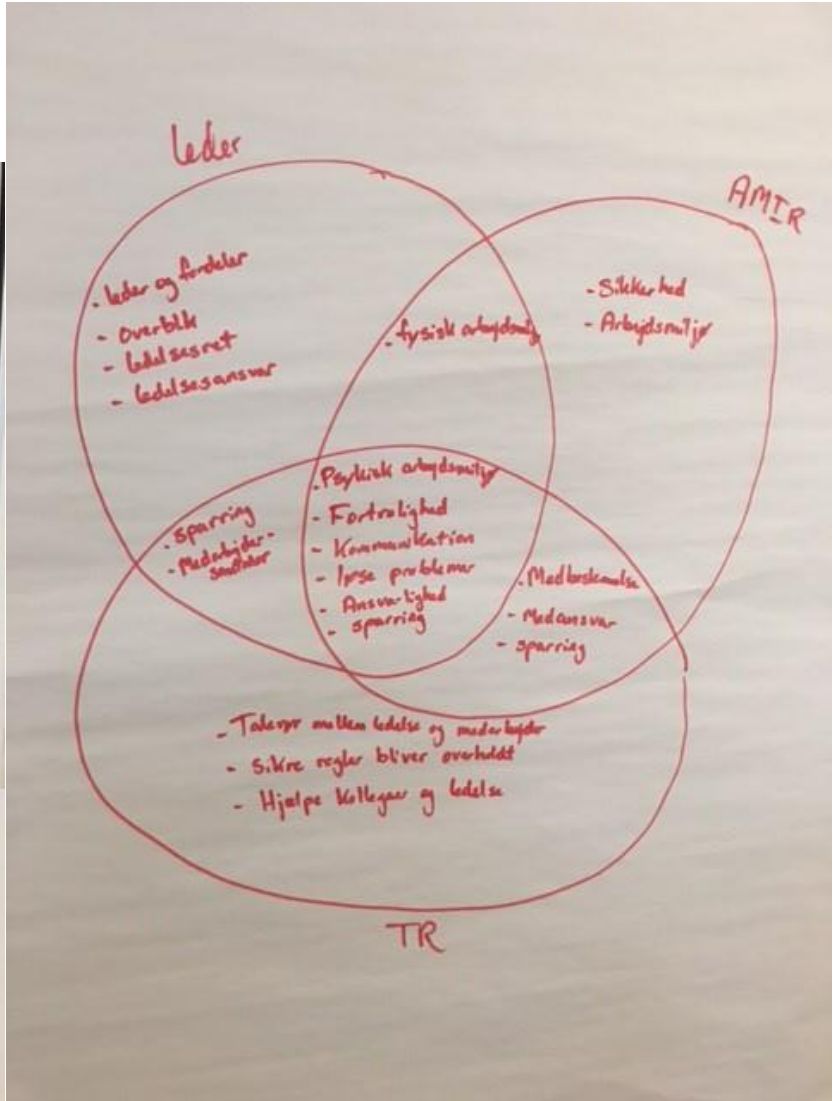 leder
AMIR
- leder og fordeler
- overblik
- ledelsesret
- ledelsesansvar
- fysisk arbejdsmiljø
- Sikkerhed
- Arbejdsmiljø
- sparring
- Medarbejder-
samtaler
- Psykisk arbejdsmiljø
- Fortrolighed
- Kommunikation
- løse problemer
- Ansvarlighed
- sparring
- Medbestemmelse
- Medansvar
- sparring
- Talerør mellem ledelse og medarbejder
- Sikre regler bliver overholdt
- Hjælpe kollegaer og ledelse
TR